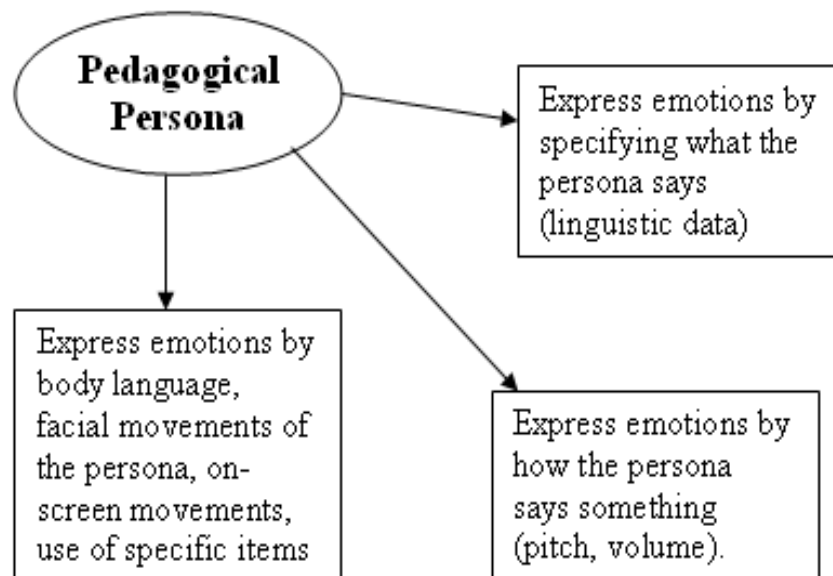 Pedagogical
Persona
Express emotions by
specifying what the
persona says
(linguistic data)
Express emotions by
body language,
facial movements of
the persona, on-
screen movements,
use of specific items
Express emotions by
how the persona
says something
(pitch, volume).